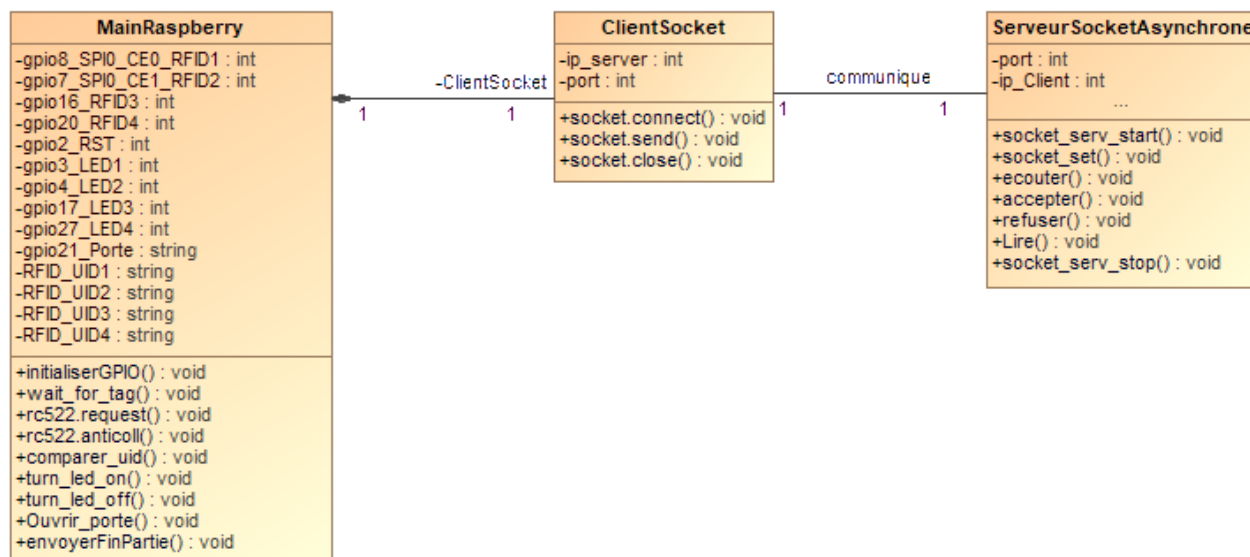 MainRaspberry
-gpio8_SPI0_CE0_RFID1 : int
-gpio7_SPI0_CE1_RFID2 : int
-gpio16_RFID3 : int
-gpio20_RFID4 : int
-gpio2_RST : int
-gpio3_LED1 : int
-gpio4_LED2 : int
-gpio17_LED3 : int
-gpio27_LED4 : int
-gpio21_Porte : string
-RFID_UID1 : string
-RFID_UID2 : string
-RFID_UID3 : string
-RFID_UID4 : string
+initialiserGPIO() : void
+wait_for_tag() : void
+rc522.request() : void
+rc522.anticoll() : void
+comparer_uid() : void
+turn_led_on() : void
+turn_led_off() : void
+Ouvrir_porte() : void
+envoyerFinPartie() : void
-ClientSocket
1
1
ClientSocket
-ip_server : int
-port : int
+socket.connect() : void
+socket.send() : void
+socket.close() : void
communique
1
1
ServeurSocketAsynchrone
-port : int
-ip_Client : int
...
+socket_serv_start() : void
+socket_set() : void
+ecouter() : void
+accepter() : void
+refuser() : void
+Lire() : void
+socket_serv_stop() : void